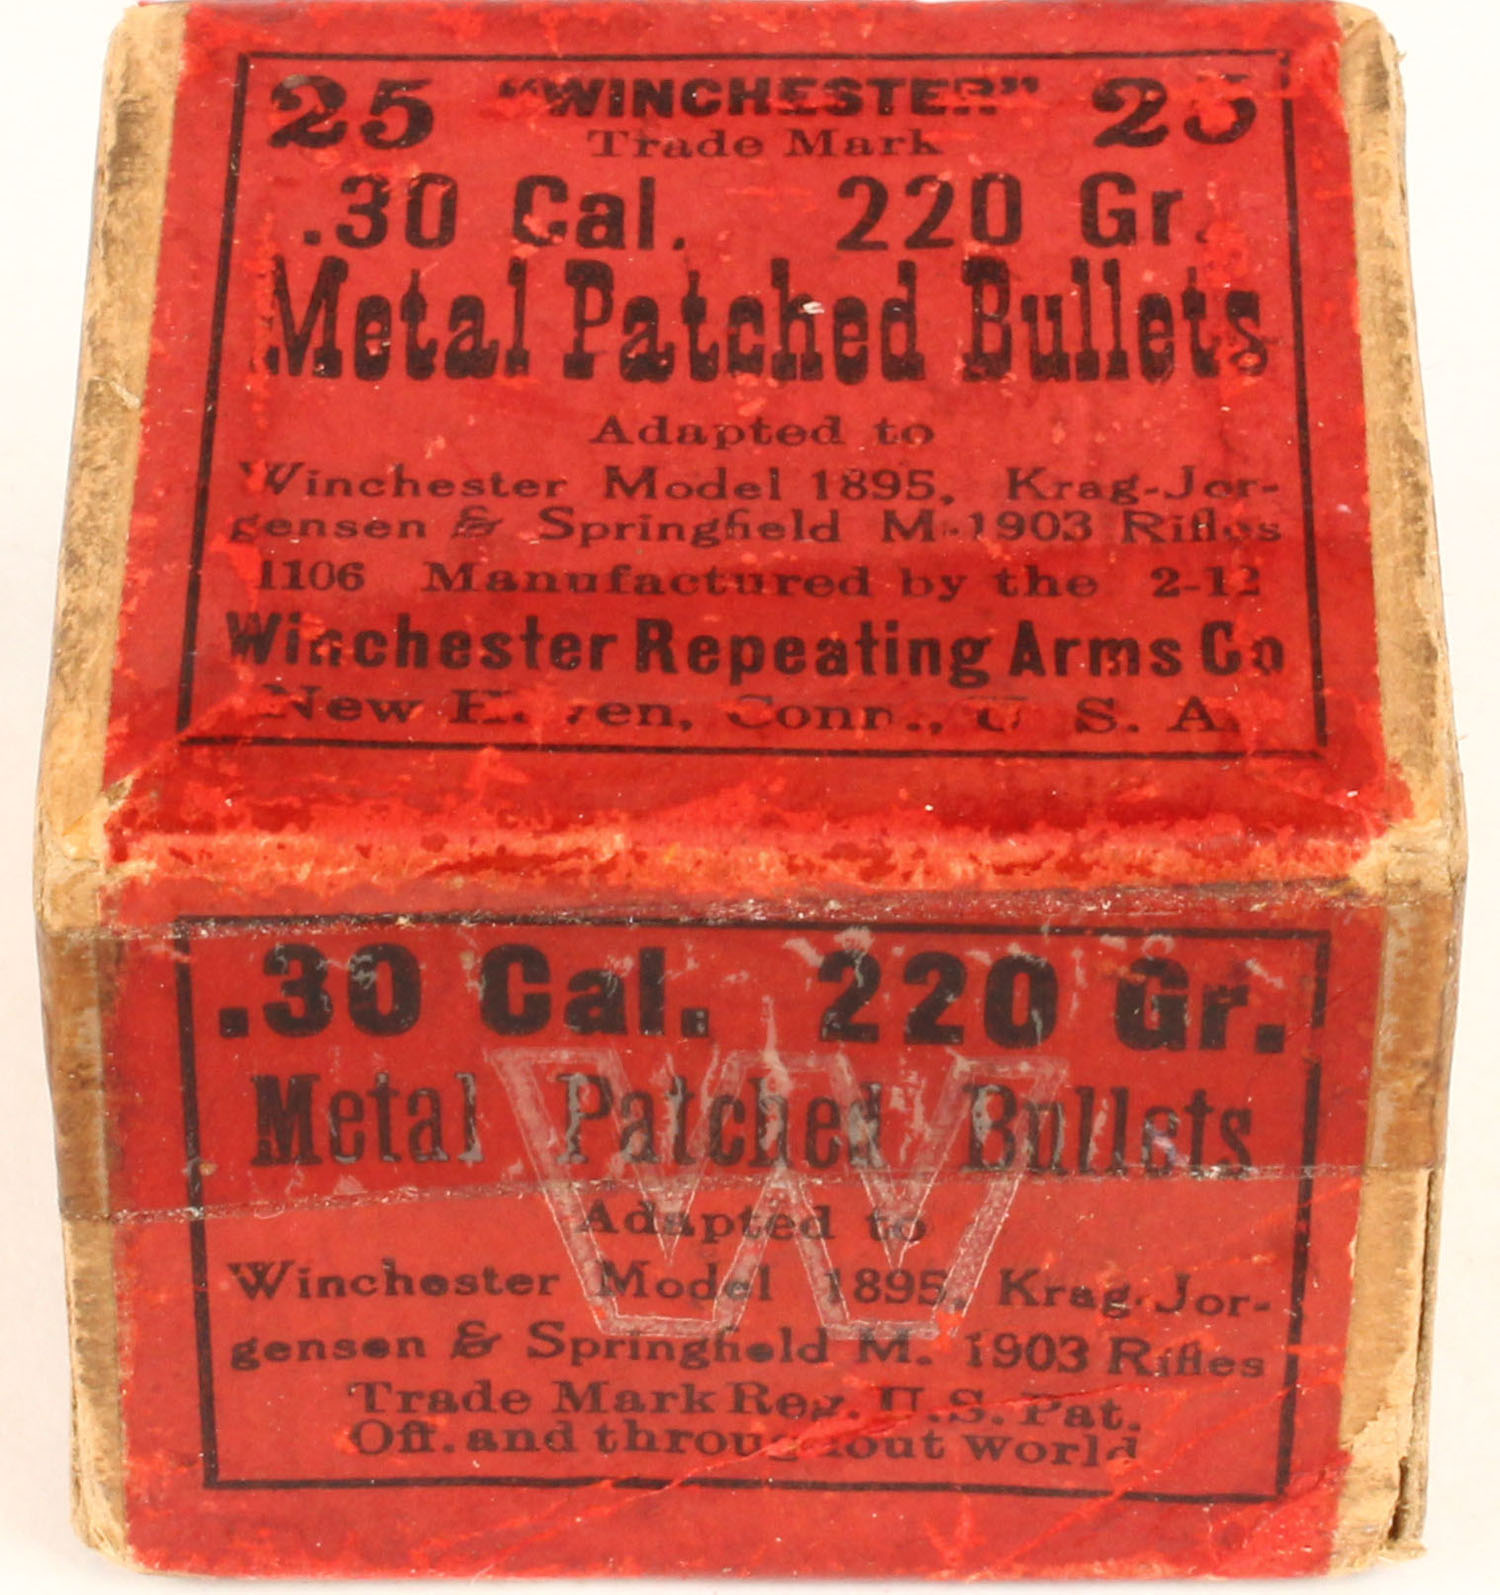 25 "WINCHESTER" 25
Trade Mark
.30 Cal. 220 Gr.
Metal Patched Bullets
Adapted to
Winchester Model 1895, Krag-Jor-
gensen & Springfield M-1903 Rifles
1106 Manufactured by the 2-12
Winchester Repeating Arms Co
New Haven, Conn., U. S. A.
.30 Cal. 220 Gr.
Metal Patched Bullets
W
Adapted to
Winchester Model 1895, Krag-Jor-
gensen & Springfield M. 1903 Rifles
Trade Mark Reg. U.S. Pat.
Off. and throughout world